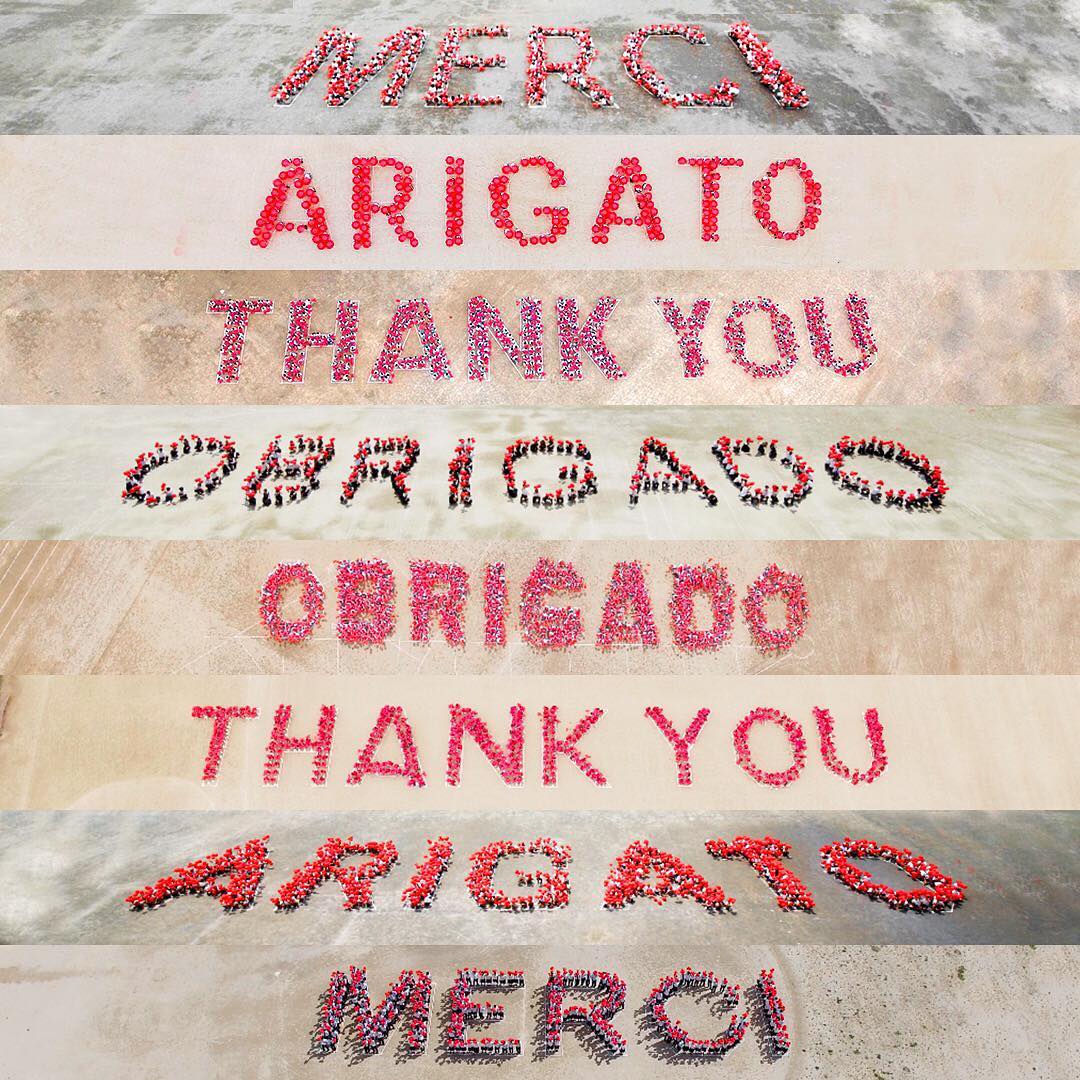 MERCI
ARIGATO
THANK YOU
OBRIGADO
OBRIGADO
THANK YOU
ARIGATO
MERCI